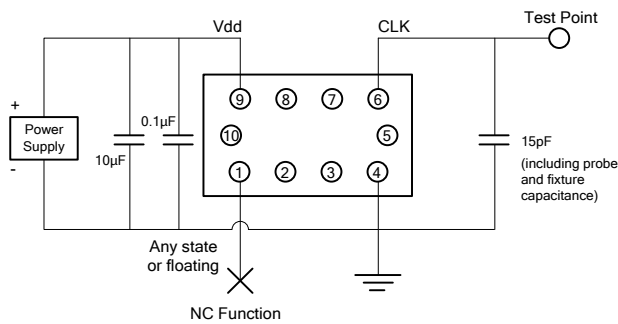 Test Point
Vdd
CLK
+
Power
Supply
-
10µF
0.1µF
9
8
7
6
10
5
1
2
3
4
15pF
(including probe
and fixture
capacitance)
Any state
or floating
NC Function